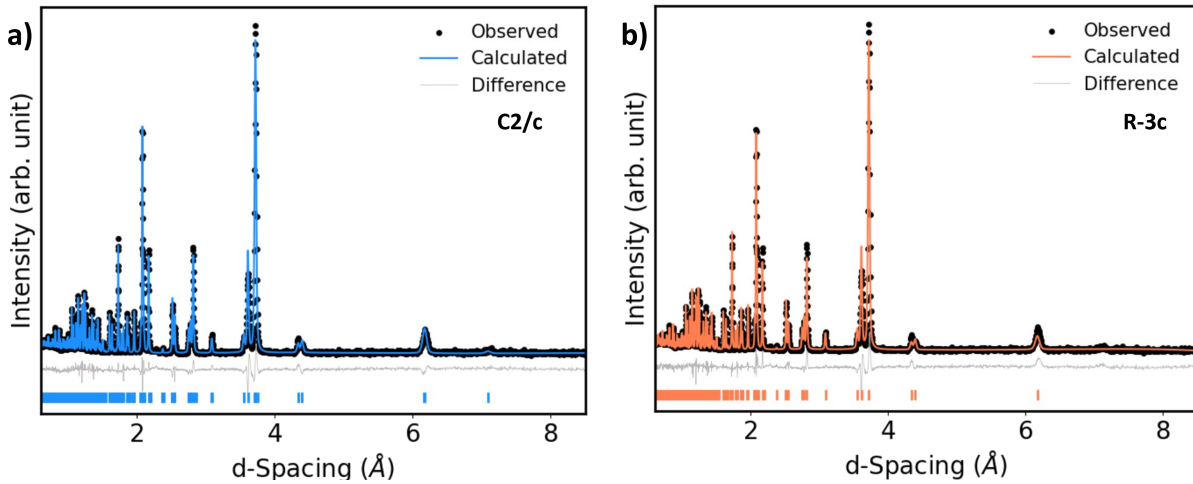 a)
Observed
Calculated
Difference
C2/c
Intensity (arb. unit)
2
4
6
8
d-Spacing (Å)
b)
Observed
Calculated
Difference
R-3c
Intensity (arb. unit)
2
4
6
8
d-Spacing (Å)